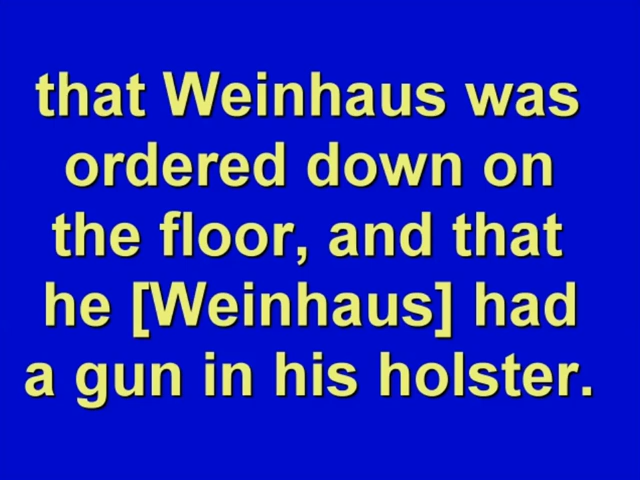 that Weinhaus was
ordered down on
the floor, and that
he [Weinhaus] had
a gun in his holster.